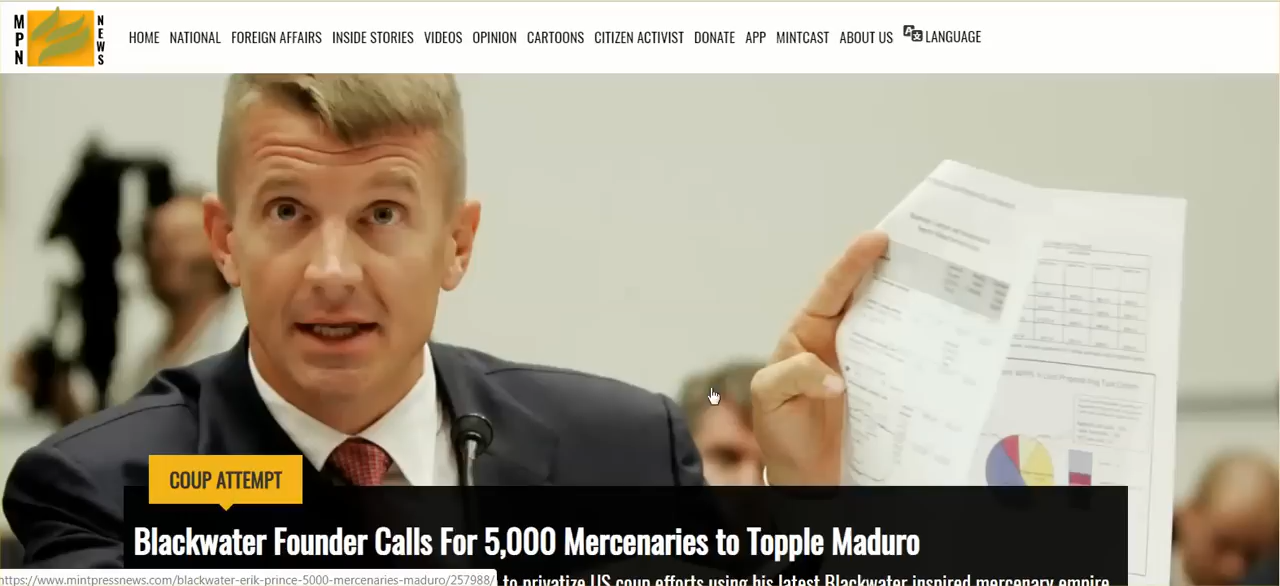 MPN NEWS
HOME NATIONAL FOREIGN AFFAIRS INSIDE STORIES VIDEOS OPINION CARTOONS CITIZEN ACTIVIST DONATE APP MINTCAST ABOUT US LANGUAGE
COUP ATTEMPT
Blackwater Founder Calls For 5,000 Mercenaries to Topple Maduro
to privatize US coup efforts using his latest Blackwater inspired mercenary empire
https://www.mintpressnews.com/blackwater-erik-prince-5000-mercenaries-maduro/257988/